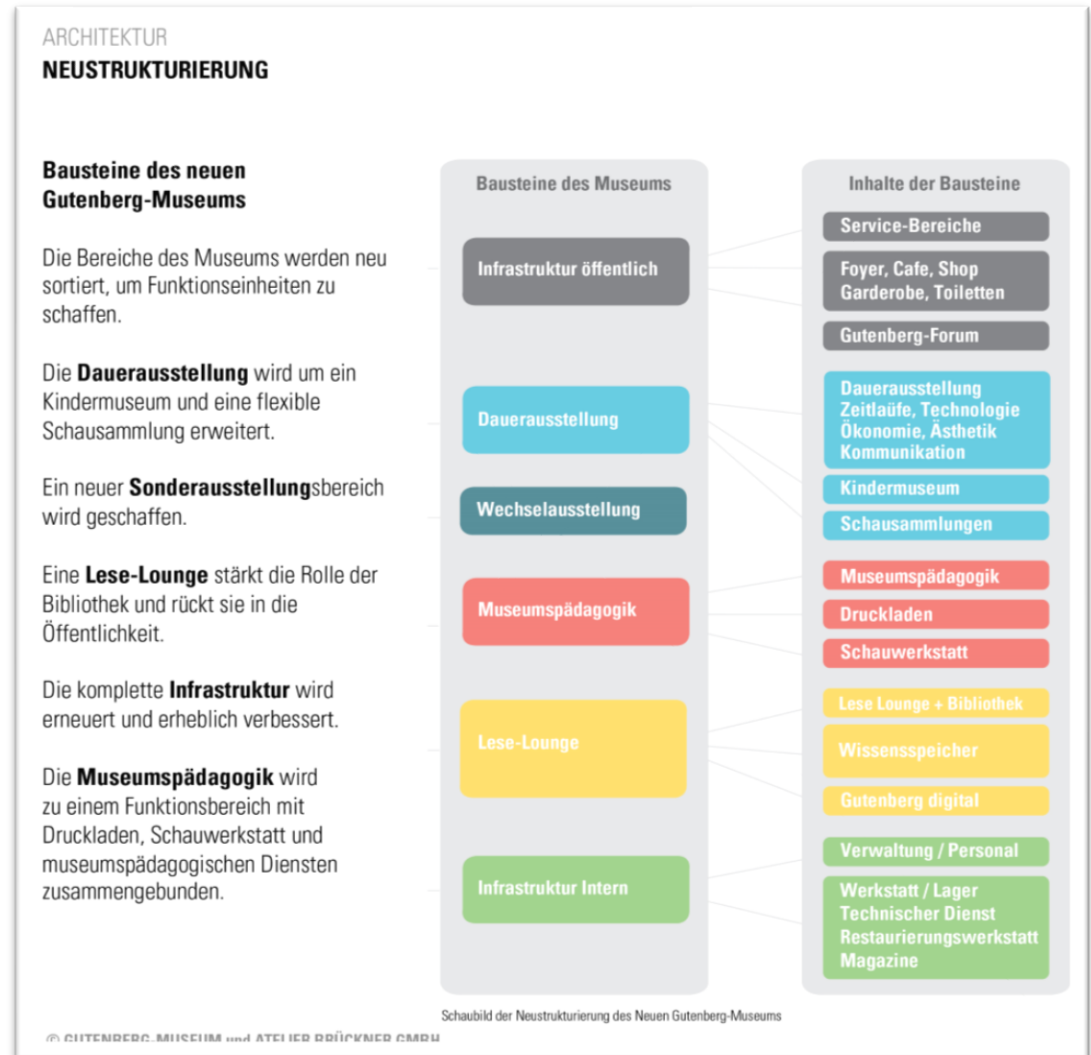 ARCHITEKTUR
NEUSTRUKTURIERUNG
Bausteine des neuen
Gutenberg-Museums
Die Bereiche des Museums werden neu
sortiert, um Funktionseinheiten zu
schaffen.
Die Dauerausstellung wird um ein
Kindermuseum und eine flexible
Schausammlung erweitert.
Ein neuer Sonderausstellungsbereich
wird geschaffen.
Eine Lese-Lounge stärkt die Rolle der
Bibliothek und rückt sie in die
Öffentlichkeit.
Die komplette Infrastruktur wird
erneuert und erheblich verbessert.
Die Museumspädagogik wird
zu einem Funktionsbereich mit
Druckladen, Schauwerkstatt und
museumspädagogischen Diensten
zusammengebunden.
Bausteine des Museums
Infrastruktur öffentlich
Dauerausstellung
Wechselausstellung
Museumspädagogik
Lese-Lounge
Infrastruktur Intern
Inhalte der Bausteine
Service-Bereiche
Foyer, Cafe, Shop
Garderobe, Toiletten
Gutenberg-Forum
Dauerausstellung
Zeitlaüfe, Technologie
Ökonomie, Ästhetik
Kommunikation
Kindermuseum
Schausammlungen
Museumspädagogik
Druckladen
Schauwerkstatt
Lese Lounge + Bibliothek
Wissensspeicher
Gutenberg digital
Verwaltung / Personal
Werkstatt / Lager
Technischer Dienst
Restaurierungswerkstatt
Magazine
Schaubild der Neustrukturierung des Neuen Gutenberg-Museums
© GUTENBERG-MUSEUM und ATELIER BRÜCKNER GMBH